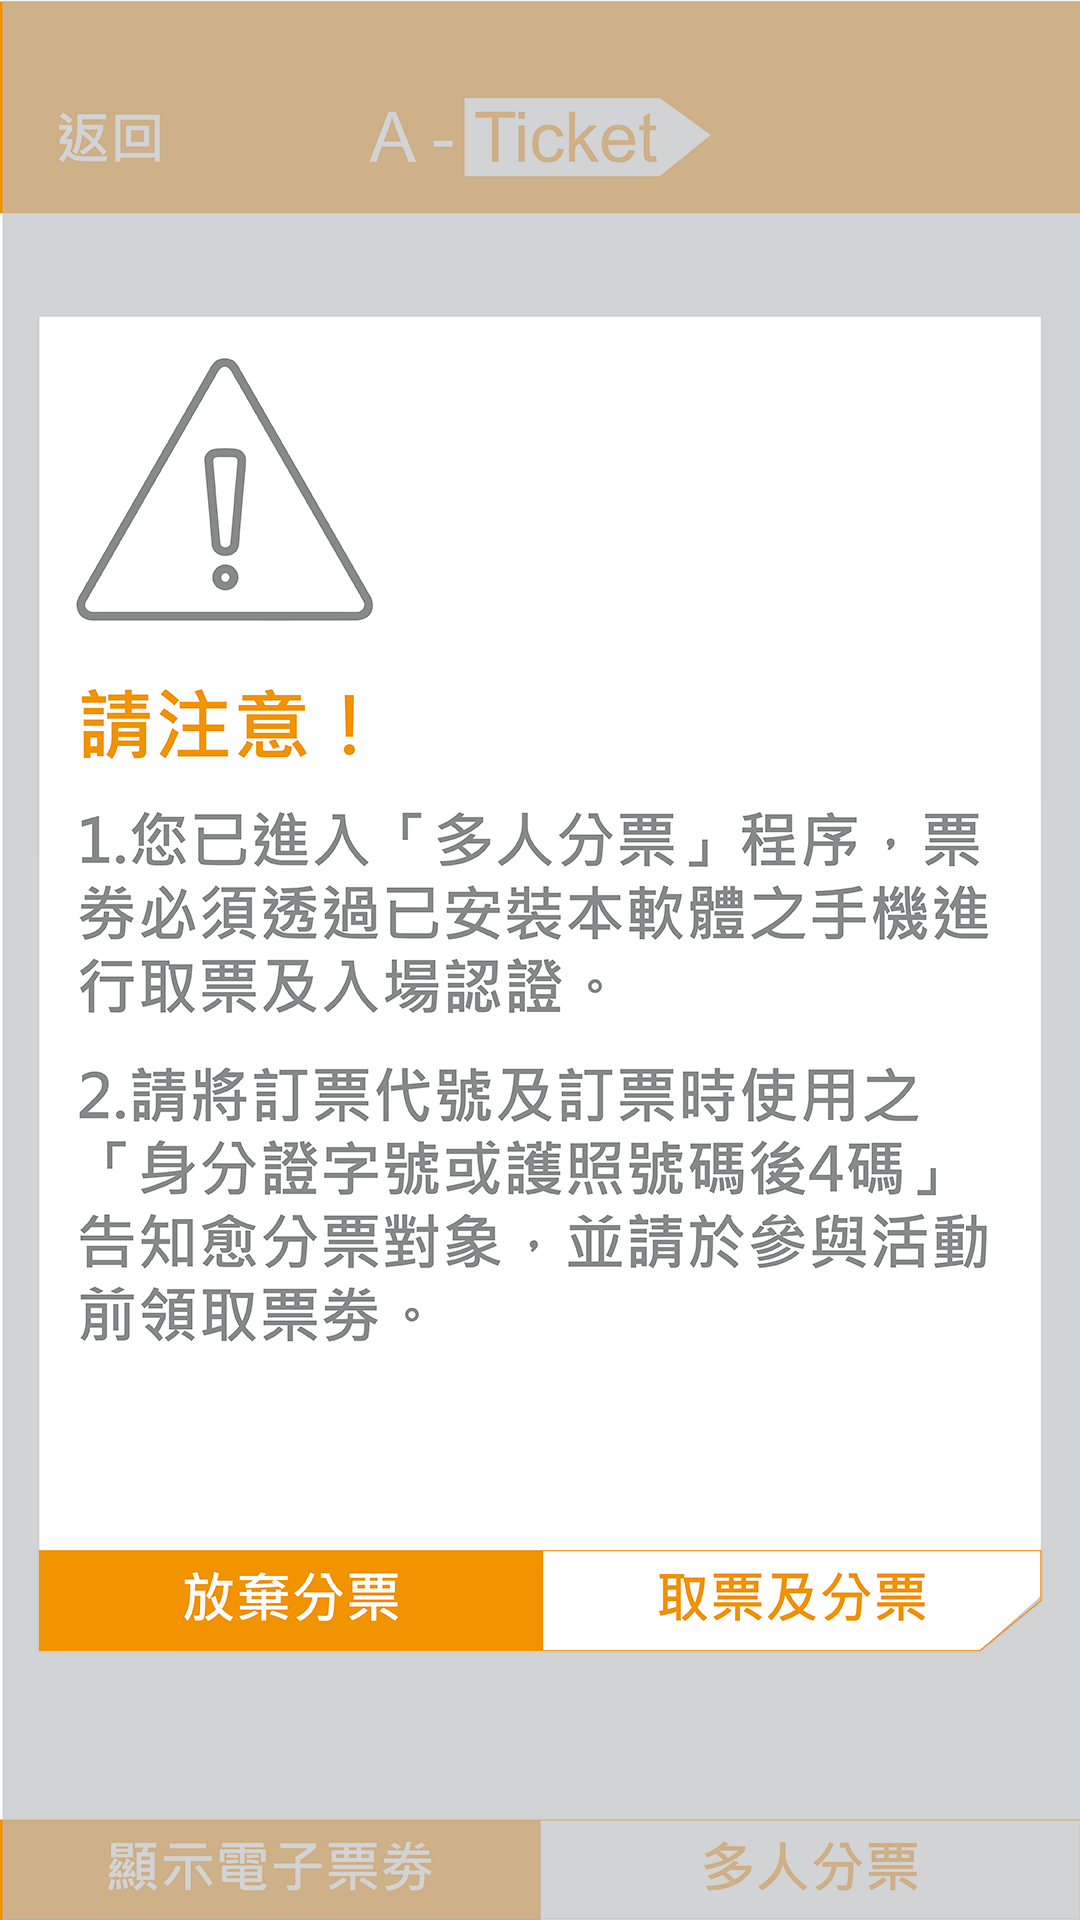 返回
A - Ticket
請注意！
1.您已進入「多人分票」程序，票
券必須透過已安裝本軟體之手機進
行取票及入場認證。
2.請將訂票代號及訂票時使用之
「身分證字號或護照號碼後4碼」
告知愈分票對象，並請於參與活動
前領取票券。
放棄分票
取票及分票
顯示電子票券
多人分票